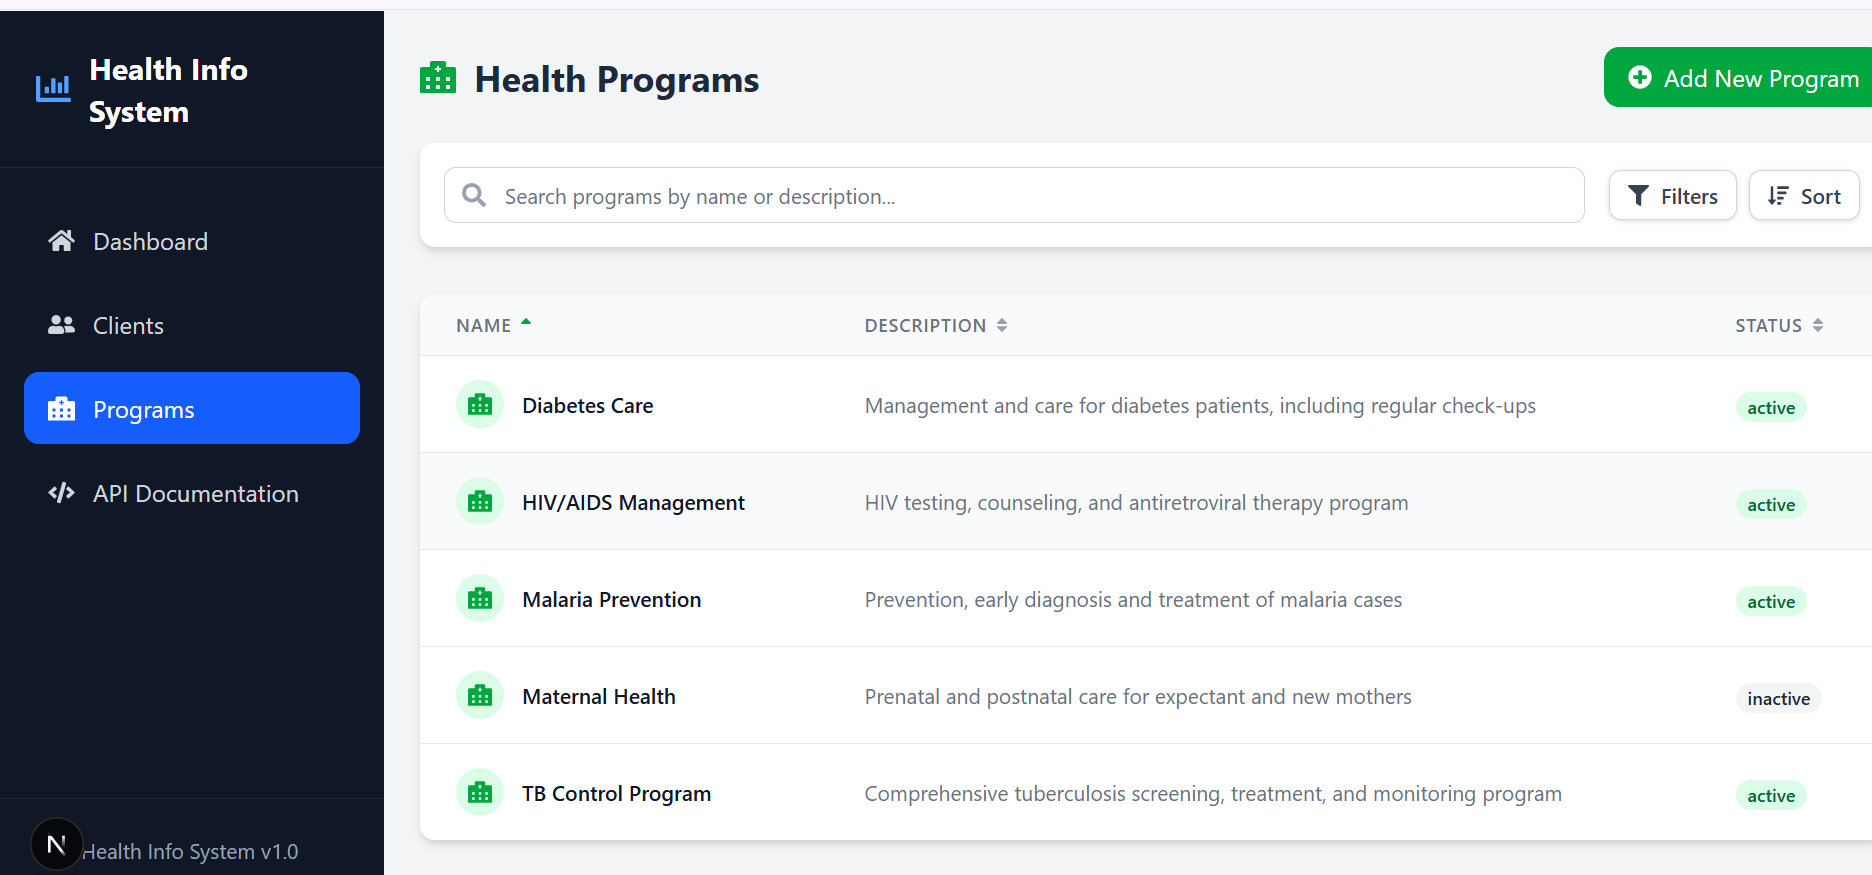 Health Info
System
Dashboard
Clients
Programs
API Documentation
N
Health Info System v1.0
Health Programs
Add New Program
Search programs by name or description...
Filters
Sort
NAME DESCRIPTION STATUS
Diabetes Care Management and care for diabetes patients, including regular check-ups active
HIV/AIDS Management HIV testing, counseling, and antiretroviral therapy program active
Malaria Prevention Prevention, early diagnosis and treatment of malaria cases active
Maternal Health Prenatal and postnatal care for expectant and new mothers inactive
TB Control Program Comprehensive tuberculosis screening, treatment, and monitoring program active